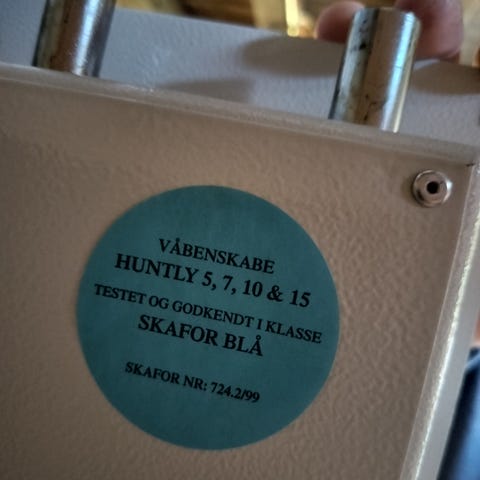 VÅBENSKABE
HUNTLY 5, 7, 10 & 15
TESTET OG GODKENDT I KLASSE
SKAFOR BLÅ
SKAFOR NR: 724.2/99